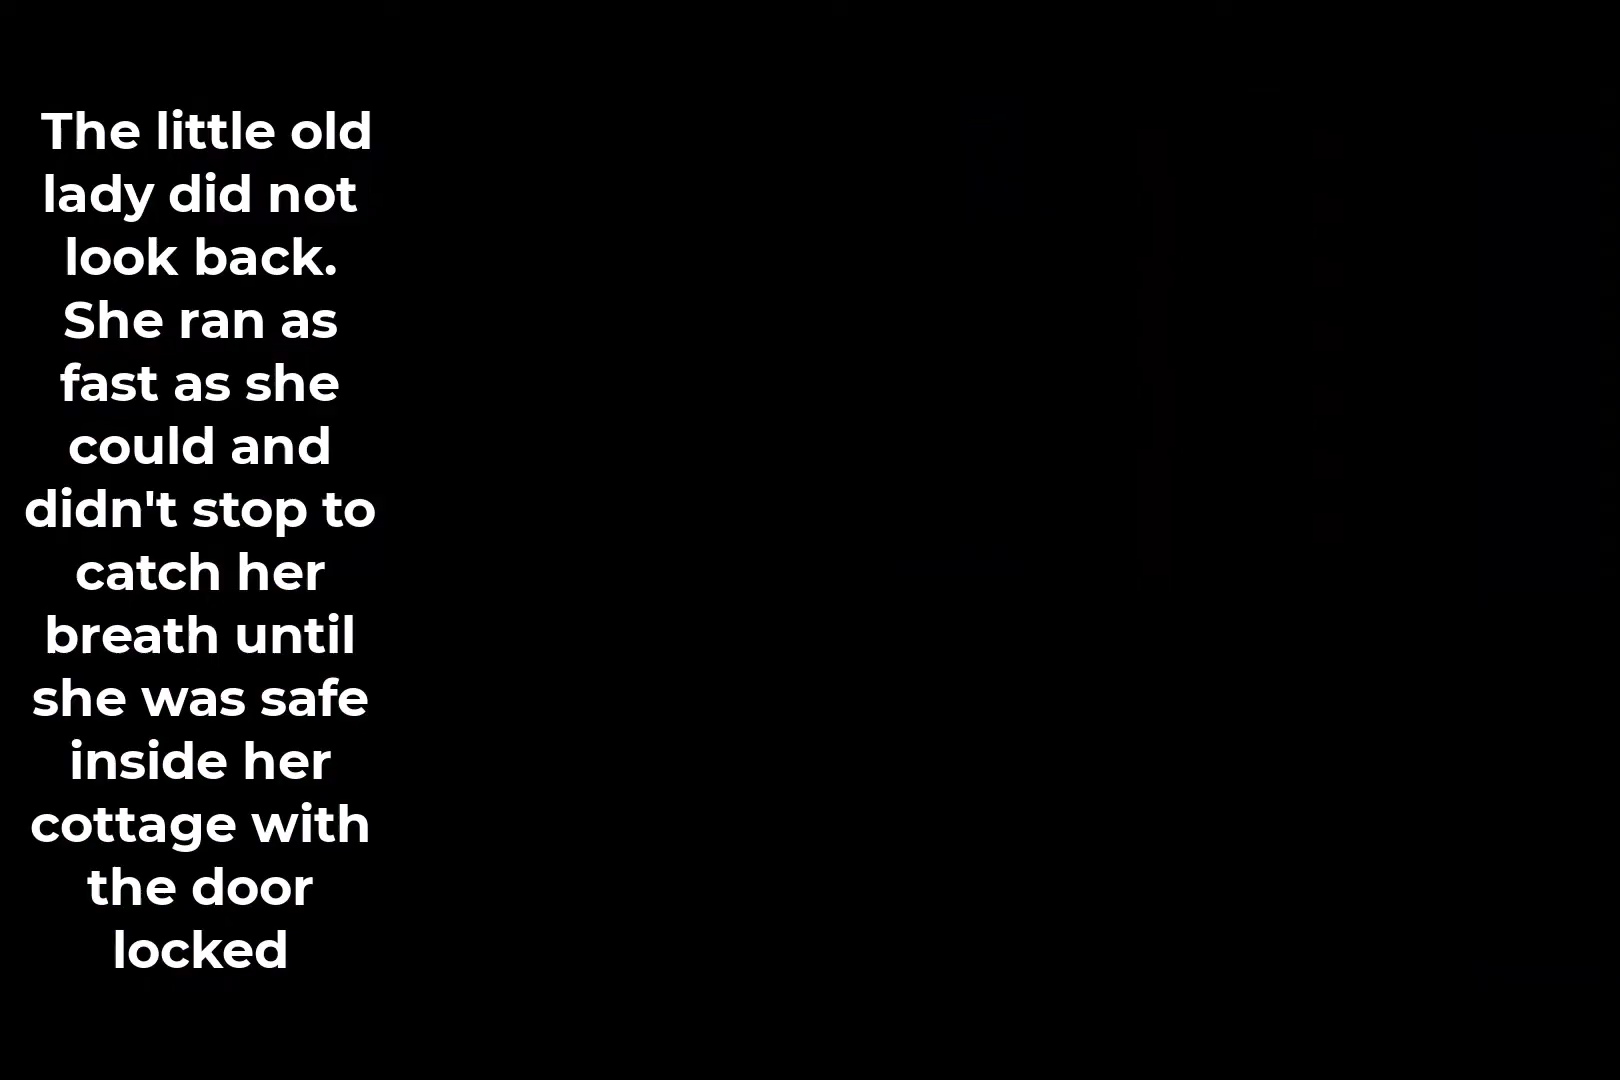 The little old
lady did not
look back.
She ran as
fast as she
could and
didn't stop to
catch her
breath until
she was safe
inside her
cottage with
the door
locked